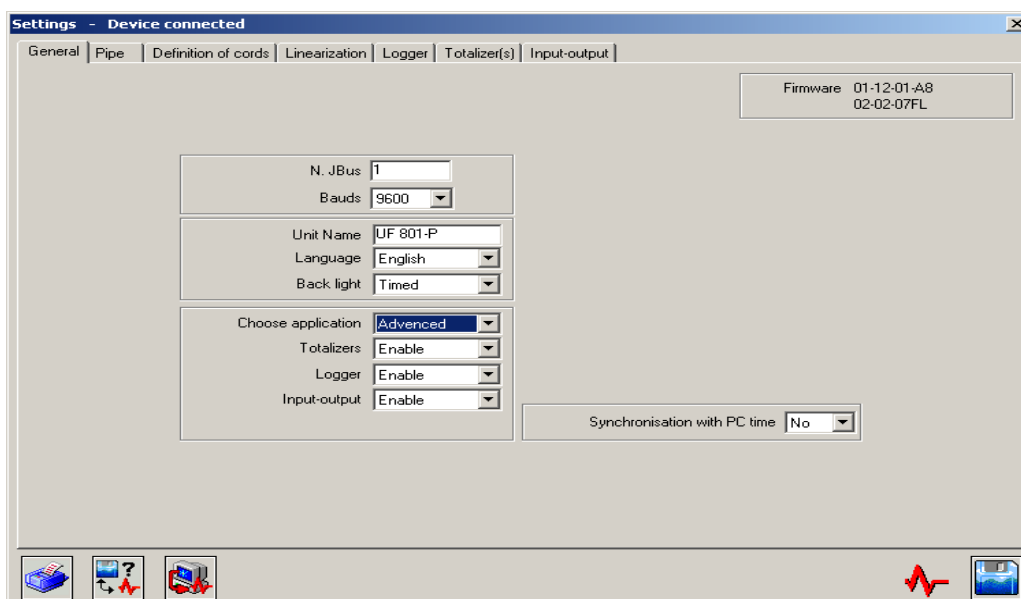 Settings - Device connected
General Pipe Definition of cords Linearization Logger Totalizer(s) Input-output
Firmware 01-12-01-A8
02-02-07FL
N. JBus 1
Bauds 9600
Unit Name UF 801-P
Language English
Back light Timed
Choose application Advenced
Totalizers Enable
Logger Enable
Input-output Enable
Synchronisation with PC time No
?